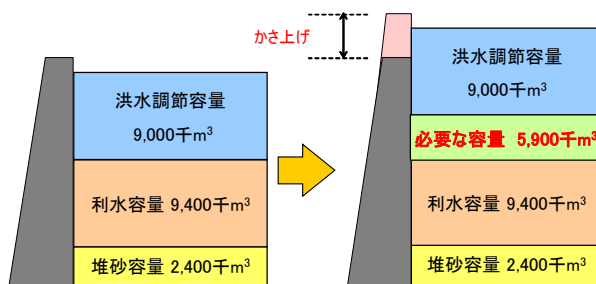 洪水調節容量
9,000千m³
利水容量 9,400千m³
堆砂容量 2,400千m³
かさ上げ
洪水調節容量
9,000千m³
必要な容量 5,900千m³
利水容量 9,400千m³
堆砂容量 2,400千m³